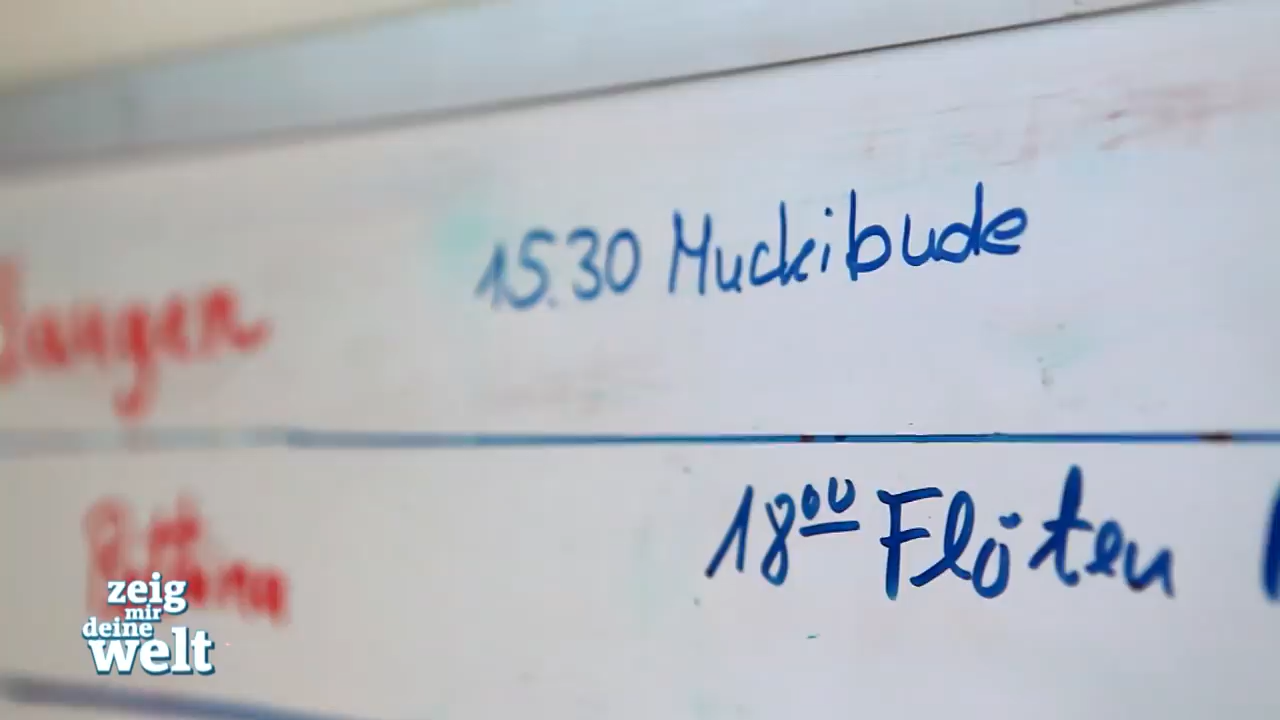 15.30 Muckibude
18⁰⁰ Flöten
zeig
mir
deine
welt